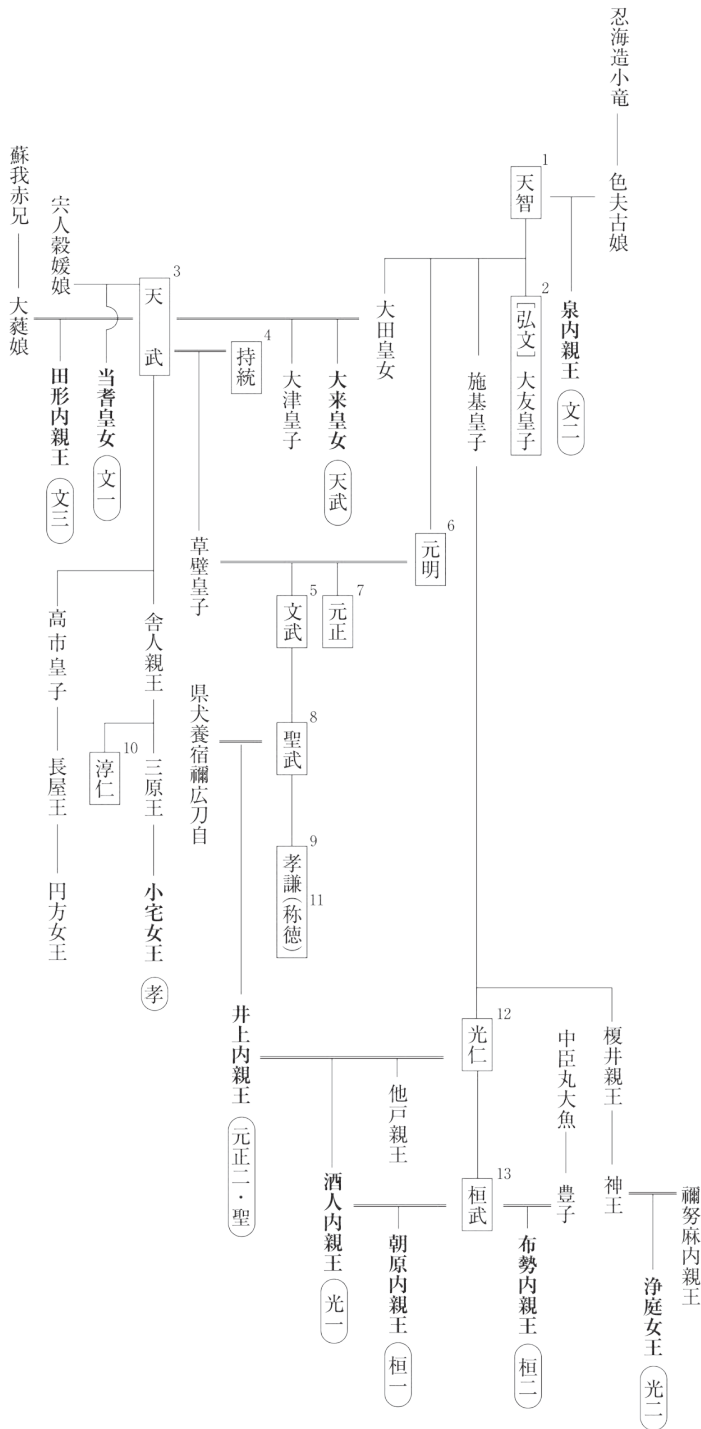 忍海造小竜
色夫古娘
泉内親王 文二
1
天智
2
［弘文］大友皇子
施基皇子
6
元明
大田皇女
大来皇女 天武
大津皇子
4
持統
3
天武
宍人穀媛娘
当耆皇女 文一
蘇我赤兄
大蕤娘
田形内親王 文三
草壁皇子
7
元正
5
文武
8
聖武
県犬養宿禰広刀自
9
孝謙（称徳）
11
舎人親王
高市皇子
三原王
10
淳仁
長屋王
小宅女王 孝
円方女王
井上内親王 元正二・聖
12
光仁
榎井親王
中臣丸大魚
他戸親王
神王
禰努麻内親王
豊子
13
桓武
浄庭女王 光二
布勢内親王 桓二
朝原内親王 桓一
酒人内親王 光一